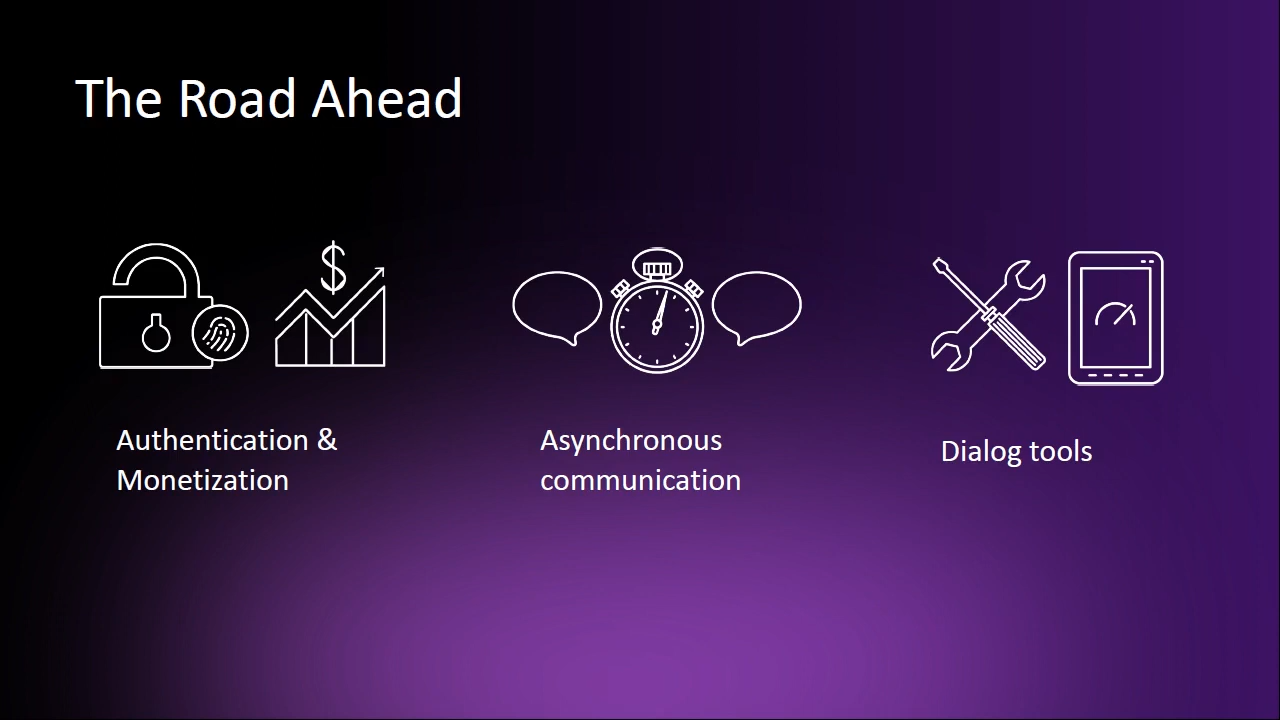 The Road Ahead
$
Authentication &
Monetization
Asynchronous
communication
Dialog tools